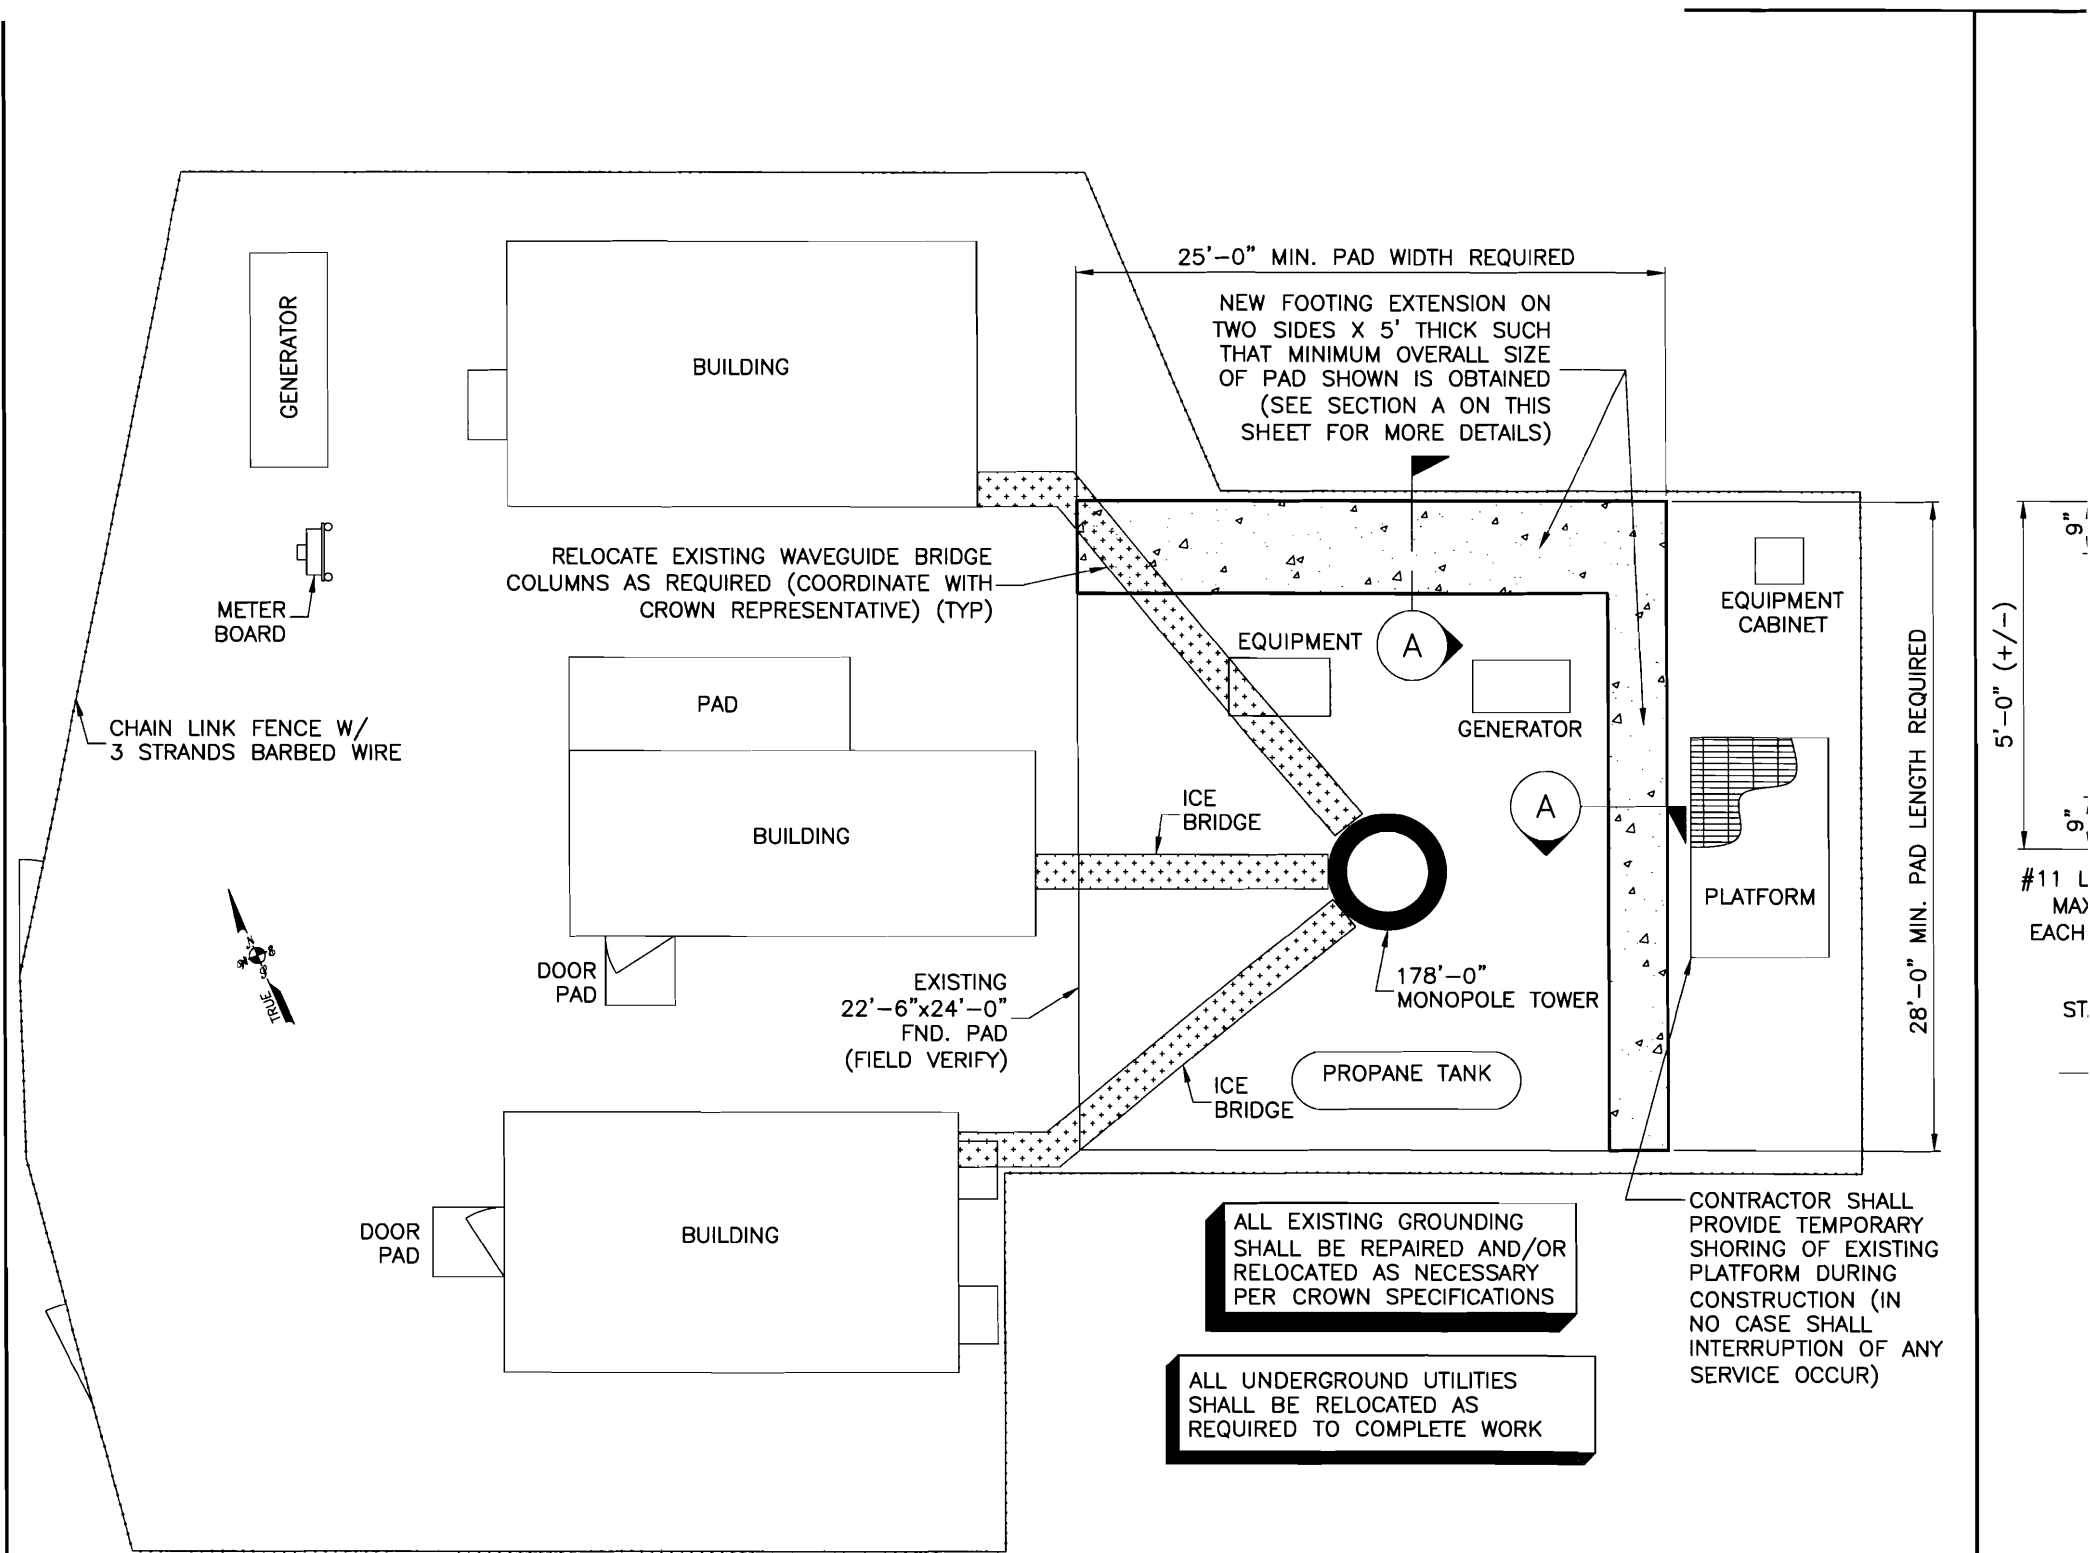 25'-0" MIN. PAD WIDTH REQUIRED
NEW FOOTING EXTENSION ON
TWO SIDES X 5' THICK SUCH
THAT MINIMUM OVERALL SIZE
OF PAD SHOWN IS OBTAINED
(SEE SECTION A ON THIS
SHEET FOR MORE DETAILS)
GENERATOR
BUILDING
RELOCATE EXISTING WAVEGUIDE BRIDGE
COLUMNS AS REQUIRED (COORDINATE WITH
CROWN REPRESENTATIVE) (TYP)
METER
BOARD
EQUIPMENT
A
GENERATOR
EQUIPMENT
CABINET
28'-0" MIN. PAD LENGTH REQUIRED
5'-0" (+/-)
9"
9"
PAD
CHAIN LINK FENCE W/
3 STRANDS BARBED WIRE
BUILDING
ICE
BRIDGE
A
PLATFORM
#11 L
MAX
EACH
ST
TRUE
DOOR
PAD
EXISTING
22'-6"x24'-0"
FND. PAD
(FIELD VERIFY)
178'-0"
MONOPOLE TOWER
ICE
BRIDGE
PROPANE TANK
DOOR
PAD
BUILDING
ALL EXISTING GROUNDING
SHALL BE REPAIRED AND/OR
RELOCATED AS NECESSARY
PER CROWN SPECIFICATIONS
ALL UNDERGROUND UTILITIES
SHALL BE RELOCATED AS
REQUIRED TO COMPLETE WORK
CONTRACTOR SHALL
PROVIDE TEMPORARY
SHORING OF EXISTING
PLATFORM DURING
CONSTRUCTION (IN
NO CASE SHALL
INTERRUPTION OF ANY
SERVICE OCCUR)